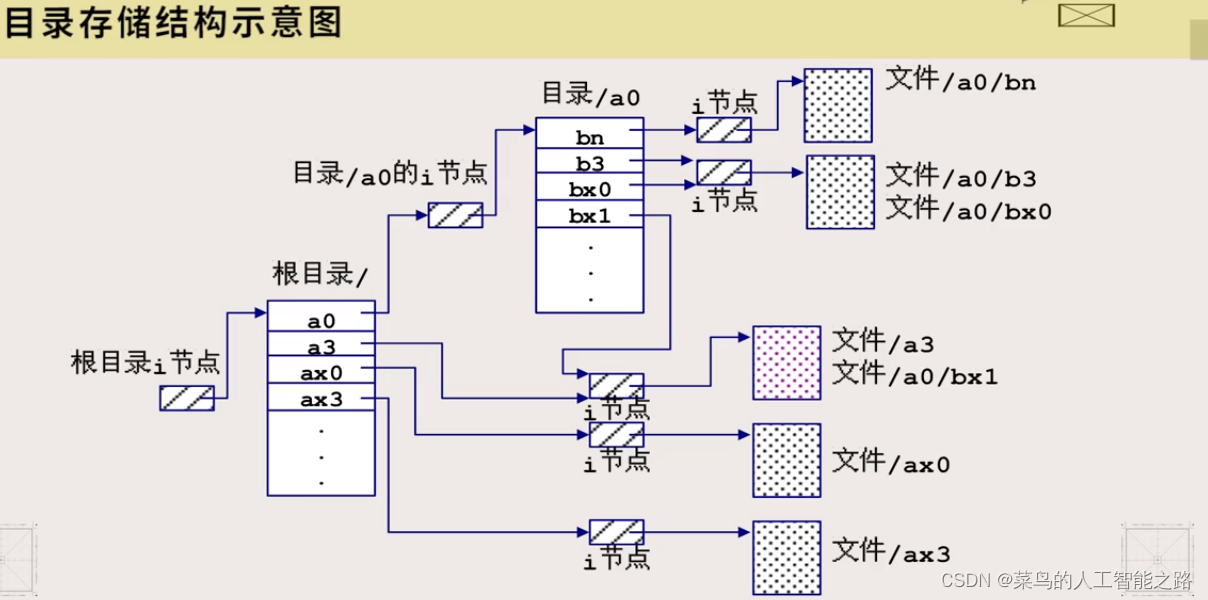 目录存储结构示意图
目录/a0
i节点
文件/a0/bn
bn
b3
bx0
bx1
.
.
.
目录/a0的i节点
i节点
文件/a0/b3
文件/a0/bx0
根目录/
根目录i节点
a0
a3
ax0
ax3
.
.
.
文件/a3
文件/a0/bx1
i节点
i节点
文件/ax0
i节点
文件/ax3
CSDN @菜鸟的人工智能之路